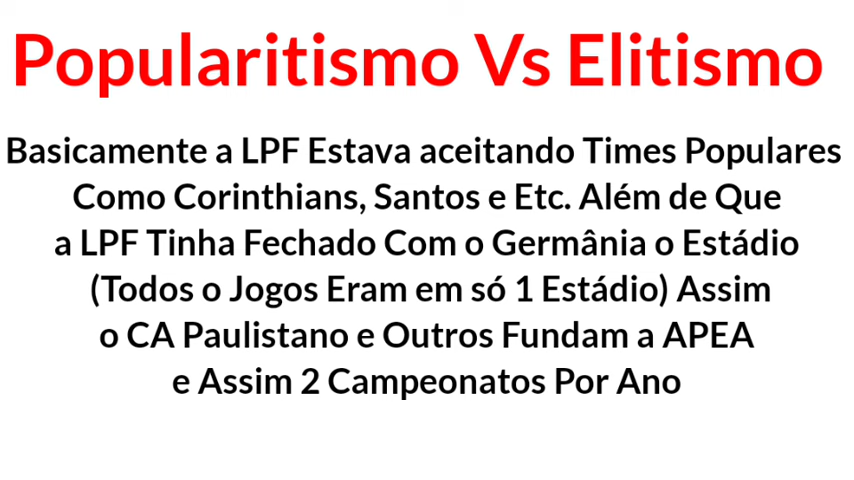 Popularitismo Vs Elitismo
Basicamente a LPF Estava aceitando Times Populares
Como Corinthians, Santos e Etc. Além de Que
a LPF Tinha Fechado Com o Germânia o Estádio
(Todos o Jogos Eram em só 1 Estádio) Assim
o CA Paulistano e Outros Fundam a APEA
e Assim 2 Campeonatos Por Ano